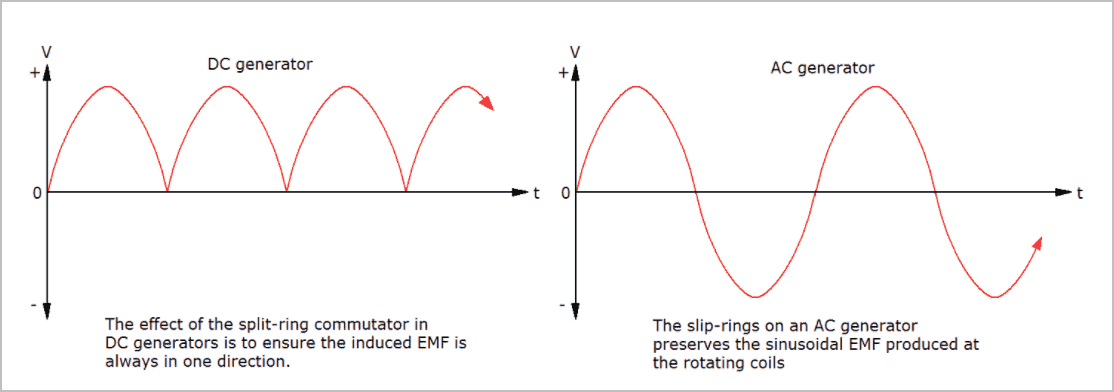 V
+
DC generator
0
t
-
The effect of the split-ring commutator in
DC generators is to ensure the induced EMF is
always in one direction.
V
+
AC generator
0
t
-
The slip-rings on an AC generator
preserves the sinusoidal EMF produced at
the rotating coils